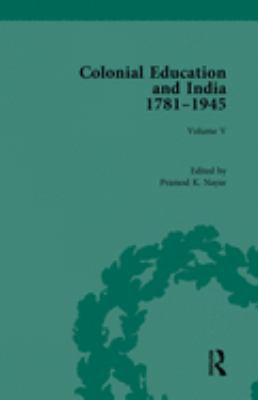 Colonial Education
and India
1781–1945
Volume V
Edited by
Pramod K. Nayar
R